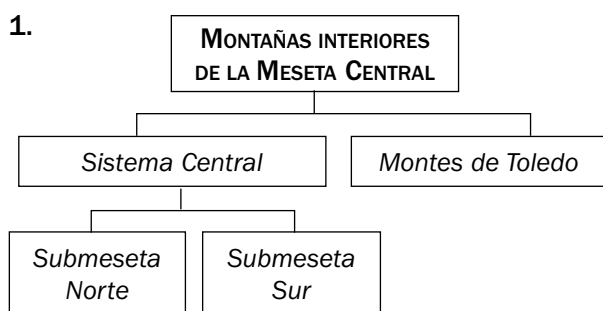 1.
MONTAÑAS INTERIORES
DE LA MESETA CENTRAL
Sistema Central
Montes de Toledo
Submeseta
Norte
Submeseta
Sur